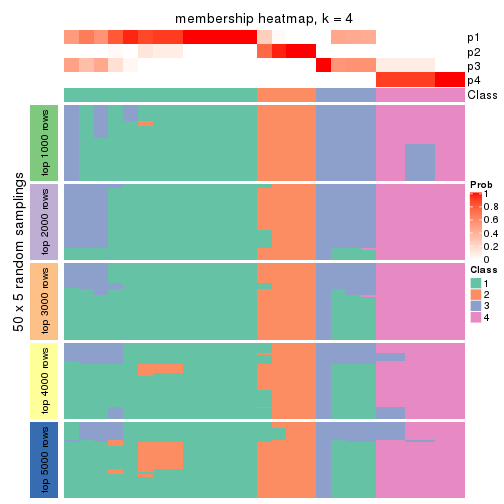 membership heatmap, k = 4
p1
p2
p3
p4
Class
50 x 5 random samplings
top 1000 rows
top 2000 rows
top 3000 rows
top 4000 rows
top 5000 rows
Prob
1
0.8
0.6
0.4
0.2
0
Class
1
2
3
4